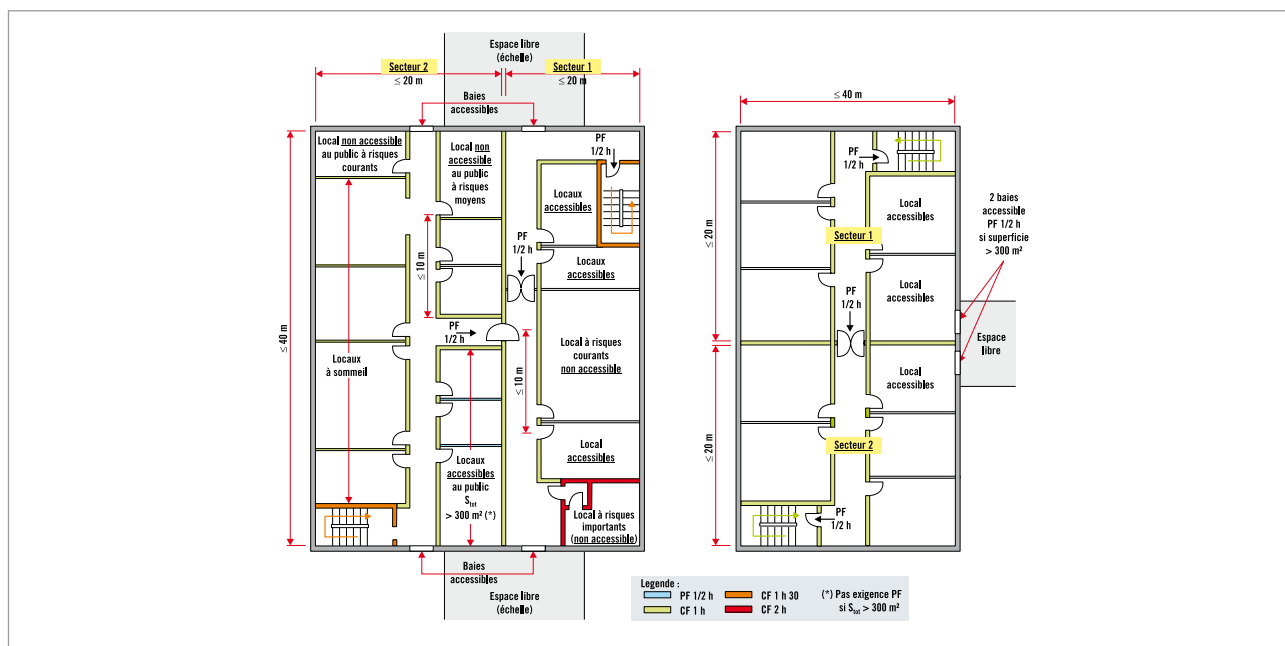 Espace libre
(échelle)
Secteur 2
≤ 20 m
Secteur 1
≤ 20 m
Baies
accessibles
Local non accessible
au public à risques
courants
Local non
accessible
au public
à risques
moyens
PF
1/2 h
Locaux
accessibles
PF
1/2 h
Locaux
accessibles
≤ 10 m
≤ 40 m
PF
1/2 h
Locaux
à sommeil
Local à risques
courants
non accessible
≤ 10 m
Local
accessibles
Locaux
accessibles
au public
Stot
> 300 m² (*)
Local à risques
importants
(non accessible)
Baies
accessibles
Espace libre
(échelle)
≤ 40 m
PF
1/2 h
Local
accessibles
2 baies
accessible
PF 1/2 h
si superficie
> 300 m²
≤ 20 m
Secteur 1
Local
accessibles
PF
1/2 h
Espace
libre
Local
accessibles
≤ 20 m
Secteur 2
PF
1/2 h
Legende :
PF 1/2 h
CF 1 h 30
(*) Pas exigence PF
si Stot > 300 m²
CF 1 h
CF 2 h